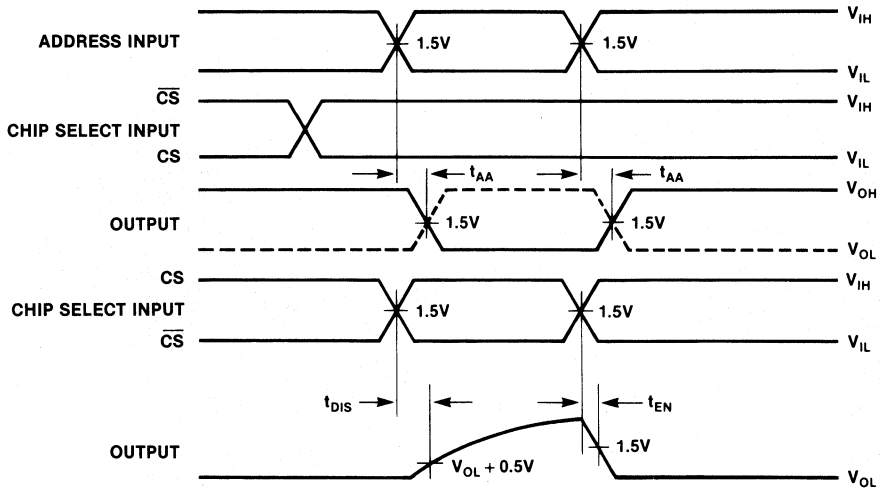 V_IH
ADDRESS INPUT 1.5V 1.5V
V_IL
C̅S̅ V_IH
CHIP SELECT INPUT
CS V_IL
t_AA t_AA
V_OH
OUTPUT 1.5V 1.5V
V_OL
CS V_IH
CHIP SELECT INPUT 1.5V 1.5V
C̅S̅ V_IL
t_DIS t_EN
OUTPUT 1.5V
V_OL + 0.5V
V_OL